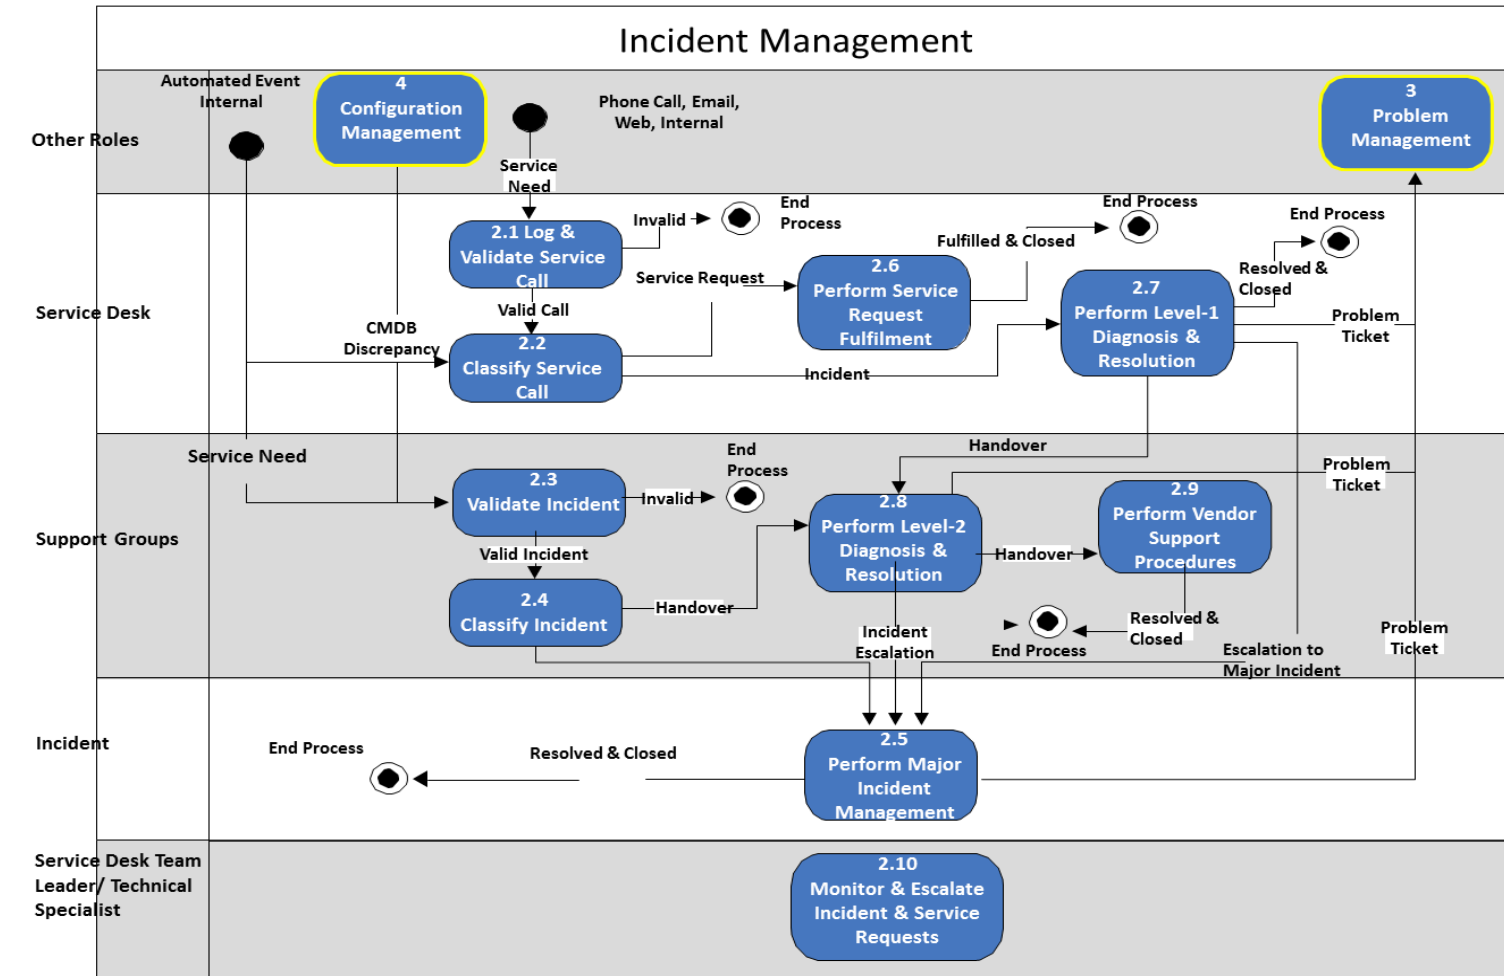 Incident Management
Automated Event
Internal
4
Configuration
Management
Phone Call, Email,
Web, Internal
3
Problem
Management
Other Roles
Service
Need
End
Process
Invalid
2.1 Log &
Validate Service
Call
End Process
Fulfilled & Closed
End Process
Resolved &
Closed
Service Request
2.6
Perform Service
Request
Fulfilment
2.7
Perform Level-1
Diagnosis &
Resolution
Service Desk
Valid Call
CMDB
Discrepancy
2.2
Classify Service
Call
Problem
Ticket
Incident
Handover
Service Need
End
Process
2.3
Validate Incident
Invalid
Problem
Ticket
2.8
Perform Level-2
Diagnosis &
Resolution
2.9
Perform Vendor
Support
Procedures
Support Groups
Valid Incident
Handover
2.4
Classify Incident
Handover
Incident
Escalation
End Process
Resolved &
Closed
Escalation to
Major Incident
Problem
Ticket
Incident
End Process
Resolved & Closed
2.5
Perform Major
Incident
Management
Service Desk Team
Leader/ Technical
Specialist
2.10
Monitor & Escalate
Incident & Service
Requests